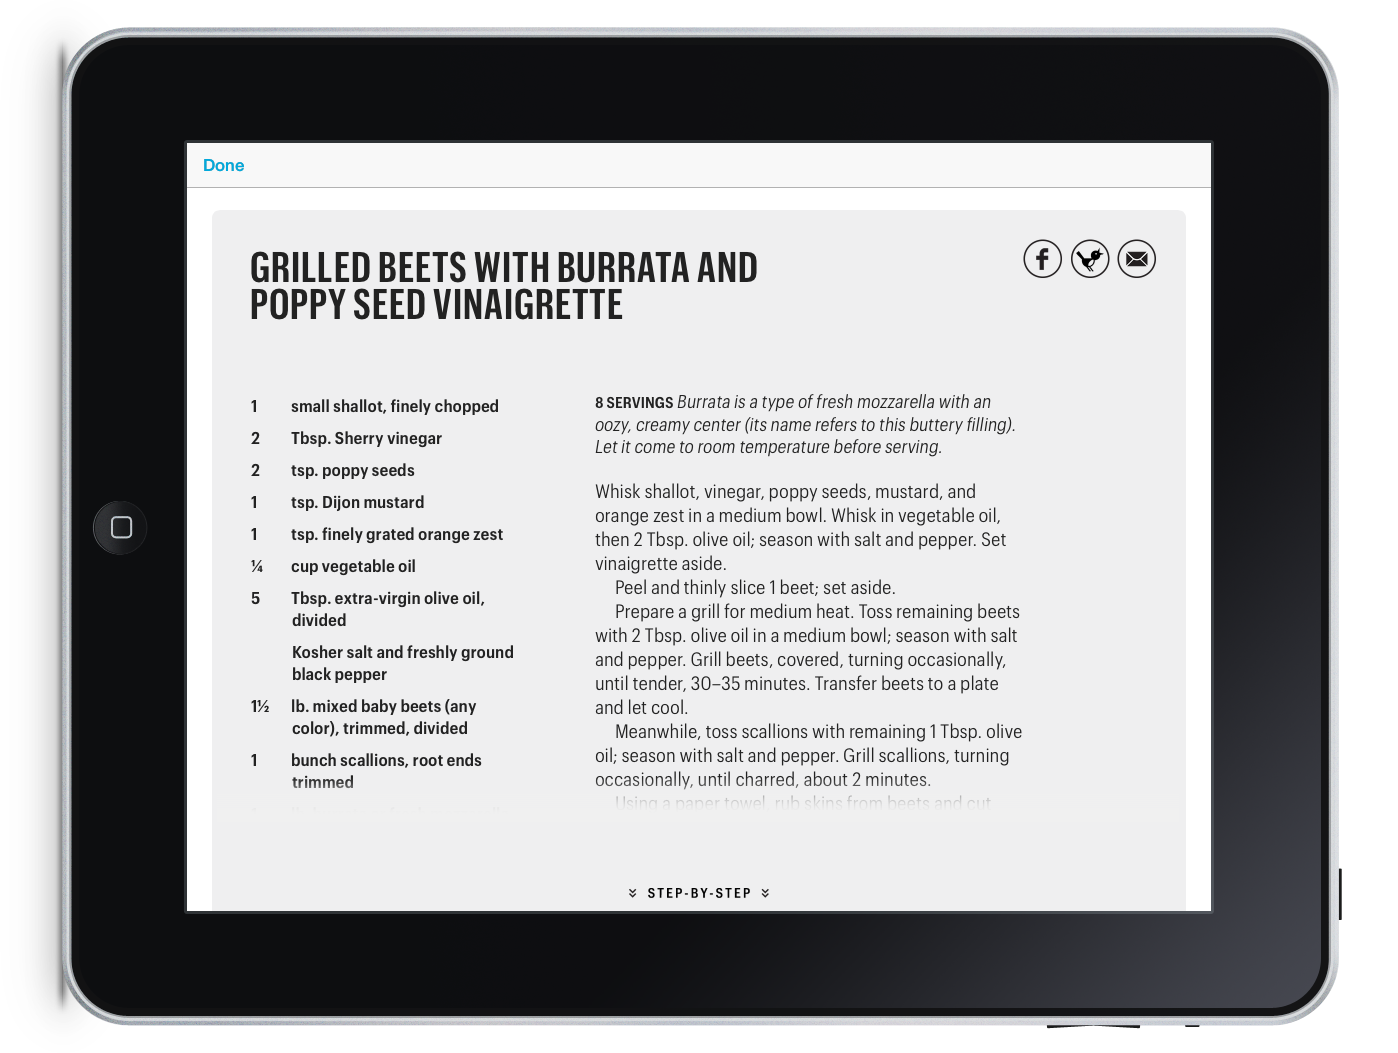 Done
GRILLED BEETS WITH BURRATA AND
POPPY SEED VINAIGRETTE
1 small shallot, finely chopped
2 Tbsp. Sherry vinegar
2 tsp. poppy seeds
1 tsp. Dijon mustard
1 tsp. finely grated orange zest
¼ cup vegetable oil
5 Tbsp. extra-virgin olive oil,
divided
Kosher salt and freshly ground
black pepper
1½ lb. mixed baby beets (any
color), trimmed, divided
1 bunch scallions, root ends
trimmed
8 SERVINGS Burrata is a type of fresh mozzarella with an
oozy, creamy center (its name refers to this buttery filling).
Let it come to room temperature before serving.
Whisk shallot, vinegar, poppy seeds, mustard, and
orange zest in a medium bowl. Whisk in vegetable oil,
then 2 Tbsp. olive oil; season with salt and pepper. Set
vinaigrette aside.
Peel and thinly slice 1 beet; set aside.
Prepare a grill for medium heat. Toss remaining beets
with 2 Tbsp. olive oil in a medium bowl; season with salt
and pepper. Grill beets, covered, turning occasionally,
until tender, 30–35 minutes. Transfer beets to a plate
and let cool.
Meanwhile, toss scallions with remaining 1 Tbsp. olive
oil; season with salt and pepper. Grill scallions, turning
occasionally, until charred, about 2 minutes.
Using a paper towel, rub skins from beets and cut
STEP-BY-STEP